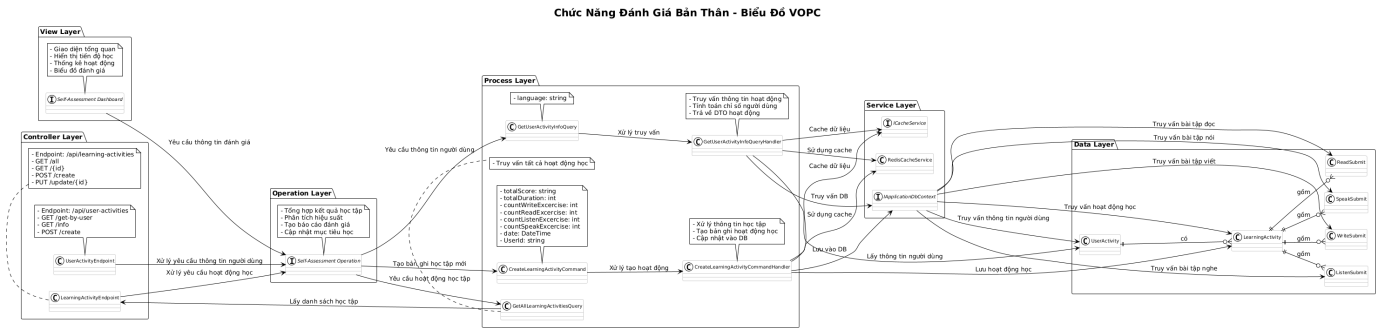 Chức Năng Đánh Giá Bản Thân - Biểu Đồ VOPC
View Layer
- Giao diện tổng quan
- Hiển thị tiến độ học
- Thống kê hoạt động
- Biểu đồ đánh giá
Self-Assessment Dashboard
Controller Layer
- Endpoint: /api/learning-activities
- GET /all
- GET /{id}
- POST /create
- PUT /update/{id}
- Endpoint: /api/user-activities
- GET /get-by-user
- GET /info
- POST /create
UserActivityEndpoint
LearningActivityEndpoint
Yêu cầu thông tin đánh giá
Xử lý yêu cầu thông tin người dùng
Xử lý yêu cầu hoạt động học
Lấy danh sách học tập
Operation Layer
- Tổng hợp kết quả học tập
- Phân tích hiệu suất
- Tạo báo cáo đánh giá
- Cập nhật mục tiêu học
Self-Assessment Operation
Yêu cầu thông tin người dùng
Tạo bản ghi học tập mới
Yêu cầu hoạt động học tập
Process Layer
- language: string
GetUserActivityInfoQuery
- Truy vấn tất cả hoạt động học
- totalScore: string
- totalDuration: int
- countWriteExcercise: int
- countReadExcercise: int
- countListenExcercise: int
- countSpeakExcercise: int
- date: DateTime
- UserId: string
CreateLearningActivityCommand
GetAllLearningActivitiesQuery
Xử lý truy vấn
Xử lý tạo hoạt động
- Truy vấn thông tin hoạt động
- Tính toán chỉ số người dùng
- Trả về DTO hoạt động
GetUserActivityInfoQueryHandler
- Xử lý thông tin học tập
- Tạo bản ghi hoạt động học
- Cập nhật vào DB
CreateLearningActivityCommandHandler
Cache dữ liệu
Sử dụng cache
Cache dữ liệu
Truy vấn DB
Sử dụng cache
Lưu vào DB
Service Layer
ICacheService
RedisCacheService
IApplicationDbContext
Truy vấn bài tập đọc
Truy vấn bài tập nói
Truy vấn bài tập viết
Truy vấn hoạt động học
Truy vấn thông tin người dùng
Lấy thông tin người dùng
Lưu hoạt động học
Truy vấn bài tập nghe
Data Layer
UserActivity
có
LearningActivity
gồm
gồm
gồm
gồm
ReadSubmit
SpeakSubmit
WriteSubmit
ListenSubmit